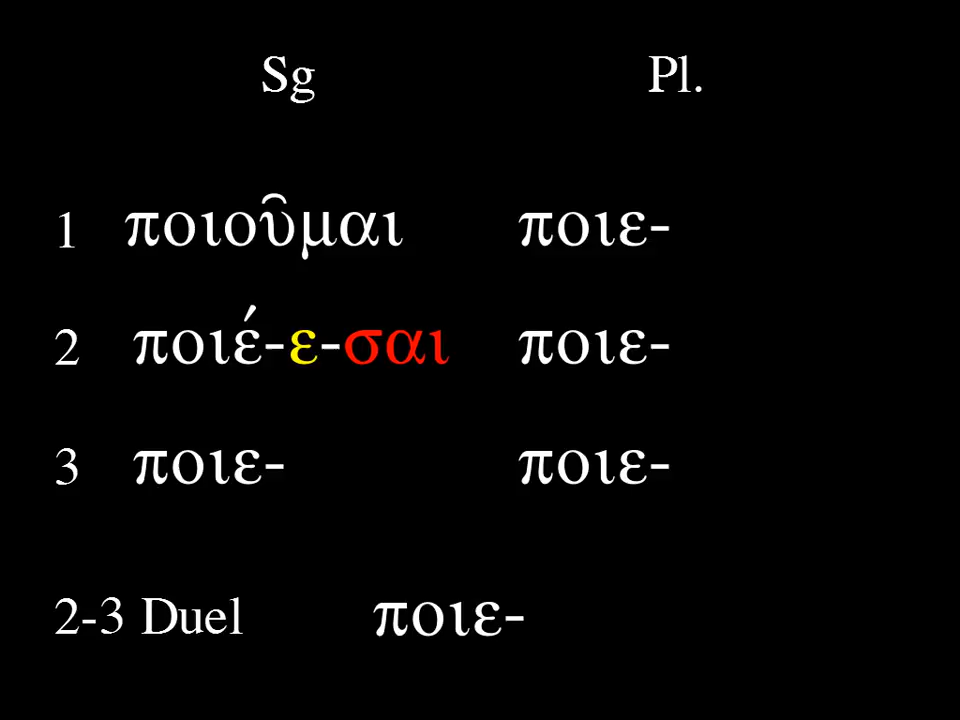 Sg Pl.
1 ποιοῦμαι ποιε-
2 ποιέ-ε-σαι ποιε-
3 ποιε- ποιε-
2-3 Duel ποιε-